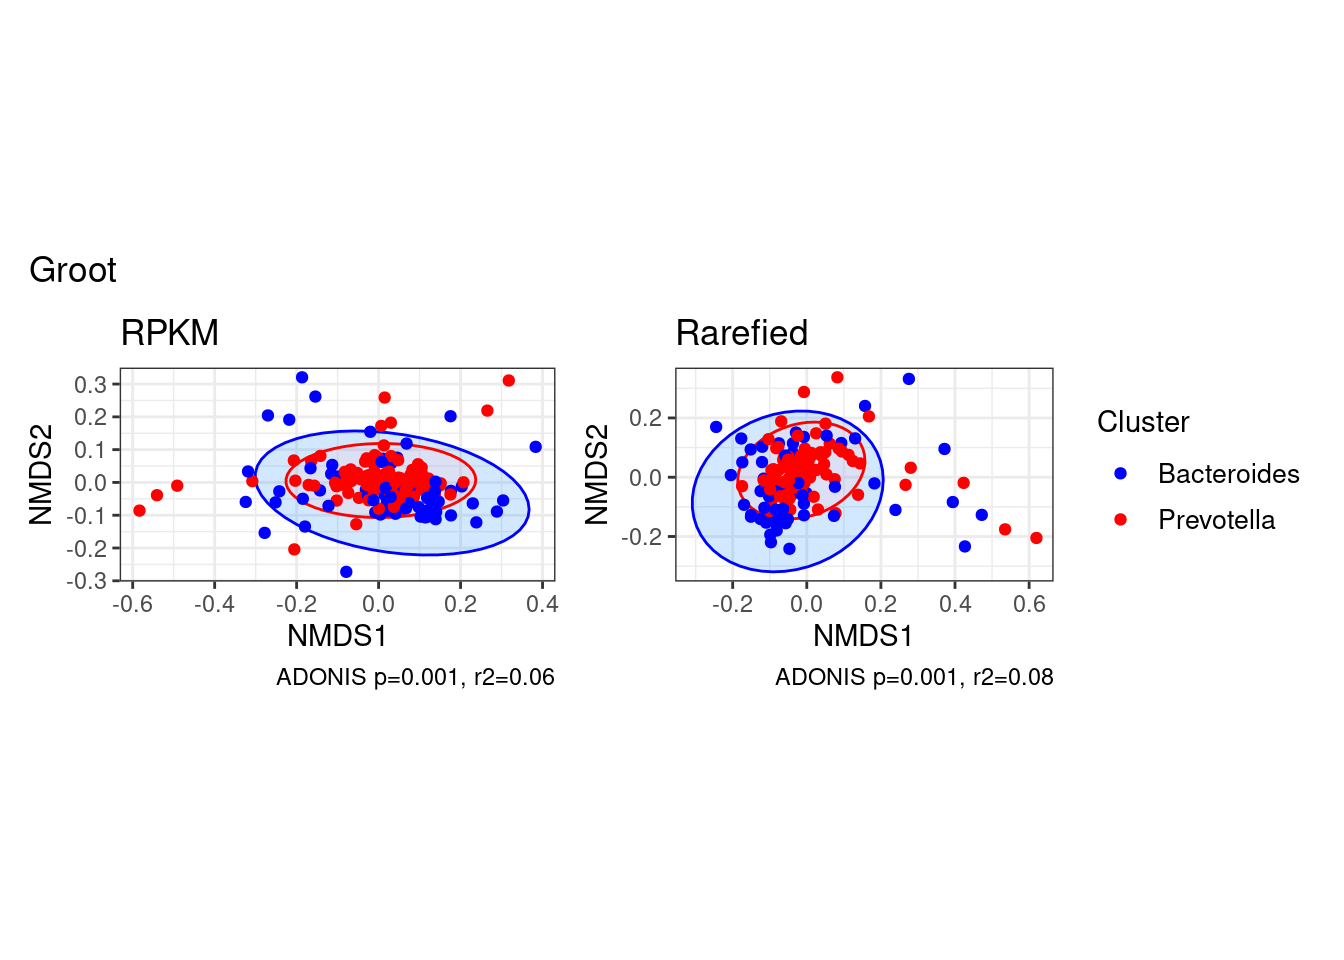 Groot
RPKM
NMDS2
0.3
0.2
0.1
0.0
-0.1
-0.2
-0.3
-0.6 -0.4 -0.2 0.0 0.2 0.4
NMDS1
ADONIS p=0.001, r2=0.06
Rarefied
NMDS2
0.2
0.0
-0.2
-0.2 0.0 0.2 0.4 0.6
NMDS1
ADONIS p=0.001, r2=0.08
Cluster
Bacteroides
Prevotella